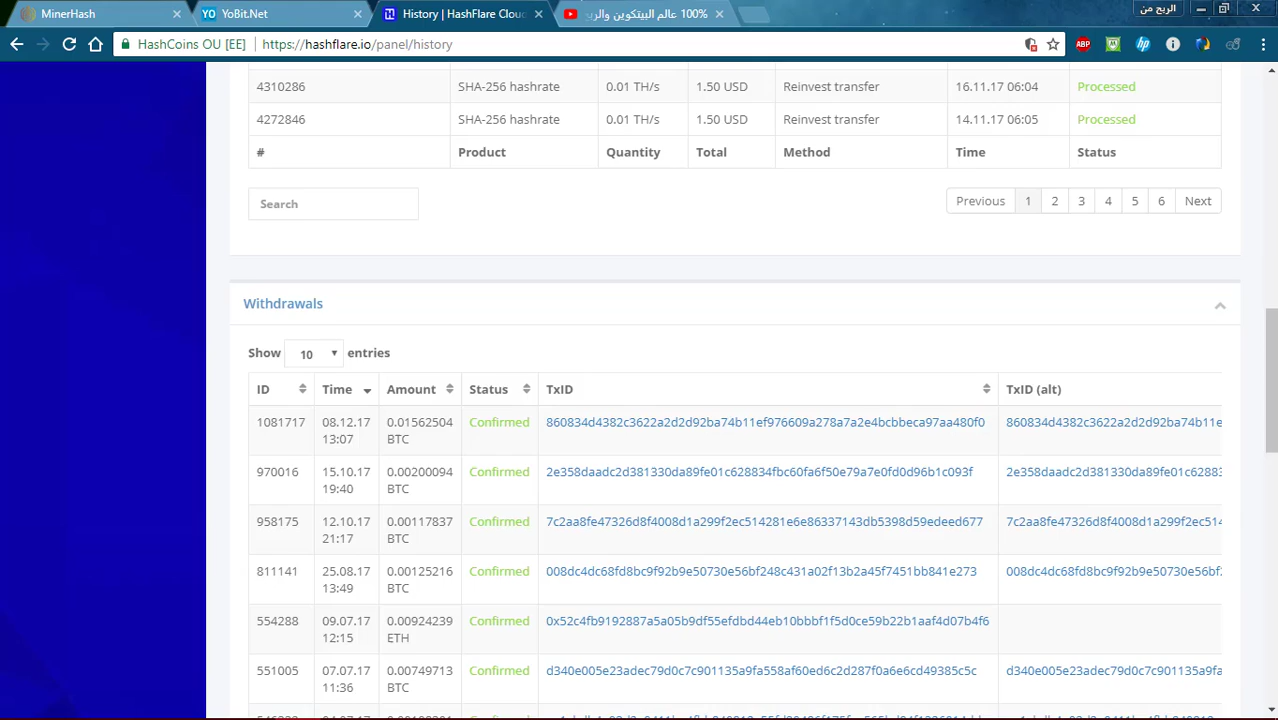 MinerHash
YoBit.Net
History | HashFlare Clou
100% عالم البيتكوين والربح
الربح من
HashCoins OU [EE] https://hashflare.io/panel/history
ABP
4310286 SHA-256 hashrate 0.01 TH/s 1.50 USD Reinvest transfer 16.11.17 06:04 Processed
4272846 SHA-256 hashrate 0.01 TH/s 1.50 USD Reinvest transfer 14.11.17 06:05 Processed
# Product Quantity Total Method Time Status
Search
Previous 1 2 3 4 5 6 Next
Withdrawals
Show 10 entries
ID Time Amount Status TxID TxID (alt)
1081717 08.12.17 0.01562504 Confirmed 860834d4382c3622a2d2d92ba74b11ef976609a278a7a2e4bcbbeca97aa480f0 860834d4382c3622a2d2d92ba74b11e
13:07 BTC
970016 15.10.17 0.00200094 Confirmed 2e358daadc2d381330da89fe01c628834fbc60fa6f50e79a7e0fd0d96b1c093f 2e358daadc2d381330da89fe01c62883
19:40 BTC
958175 12.10.17 0.00117837 Confirmed 7c2aa8fe47326d8f4008d1a299f2ec514281e6e86337143db5398d59edeed677 7c2aa8fe47326d8f4008d1a299f2ec514
21:17 BTC
811141 25.08.17 0.00125216 Confirmed 008dc4dc68fd8bc9f92b9e50730e56bf248c431a02f13b2a45f7451bb841e273 008dc4dc68fd8bc9f92b9e50730e56bf
13:49 BTC
554288 09.07.17 0.00924239 Confirmed 0x52c4fb9192887a5a05b9df55efdbd44eb10bbbf1f5d0ce59b22b1aaf4d07b4f6
12:15 ETH
551005 07.07.17 0.00749713 Confirmed d340e005e23adec79d0c7c901135a9fa558af60ed6c2d287f0a6e6cd49385c5c d340e005e23adec79d0c7c901135a9fa
11:36 BTC